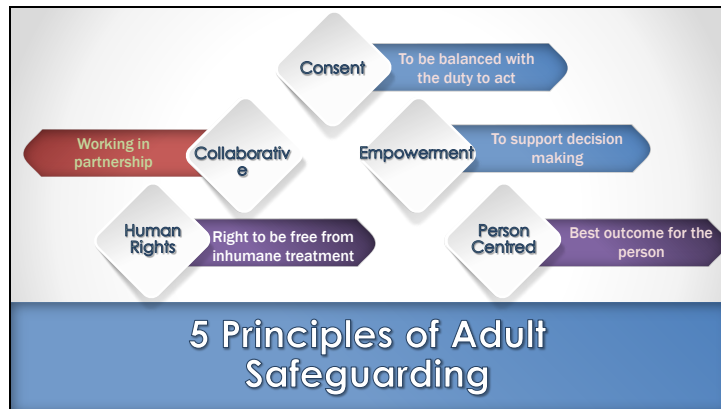 Consent
To be balanced with
the duty to act
Working in
partnership
Collaborativ
e
Empowerment
To support decision
making
Human
Rights
Right to be free from
inhumane treatment
Person
Centred
Best outcome for the
person
5 Principles of Adult
Safeguarding